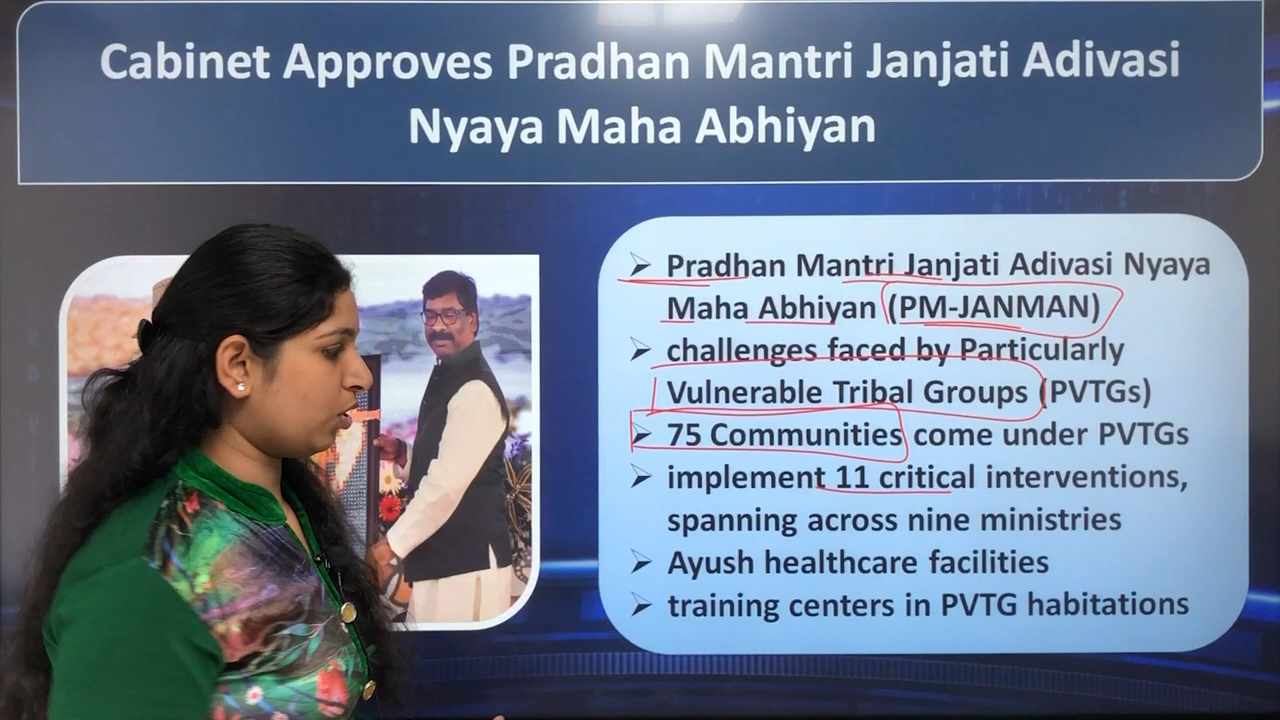 Cabinet Approves Pradhan Mantri Janjati Adivasi
Nyaya Maha Abhiyan
➢ Pradhan Mantri Janjati Adivasi Nyaya
Maha Abhiyan (PM-JANMAN)
➢ challenges faced by Particularly
Vulnerable Tribal Groups (PVTGs)
➢ 75 Communities come under PVTGs
➢ implement 11 critical interventions,
spanning across nine ministries
➢ Ayush healthcare facilities
➢ training centers in PVTG habitations